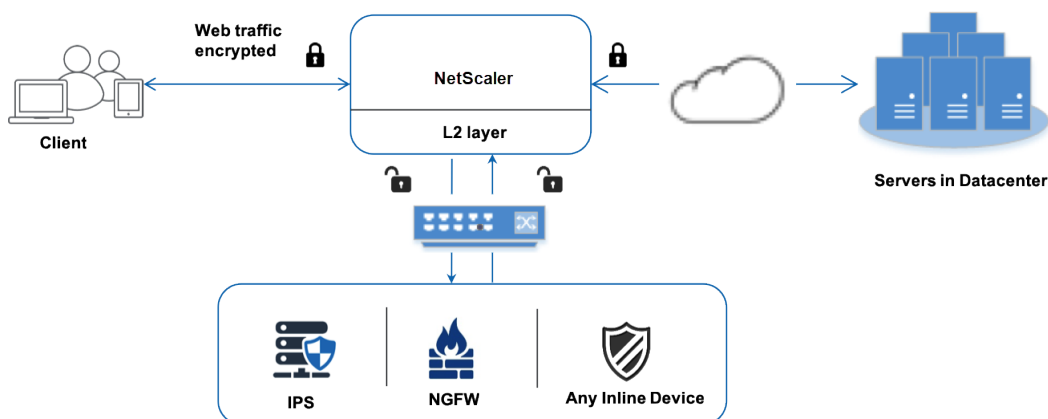 Web traffic
encrypted
NetScaler
L2 layer
Client
Servers in Datacenter
IPS
NGFW
Any Inline Device